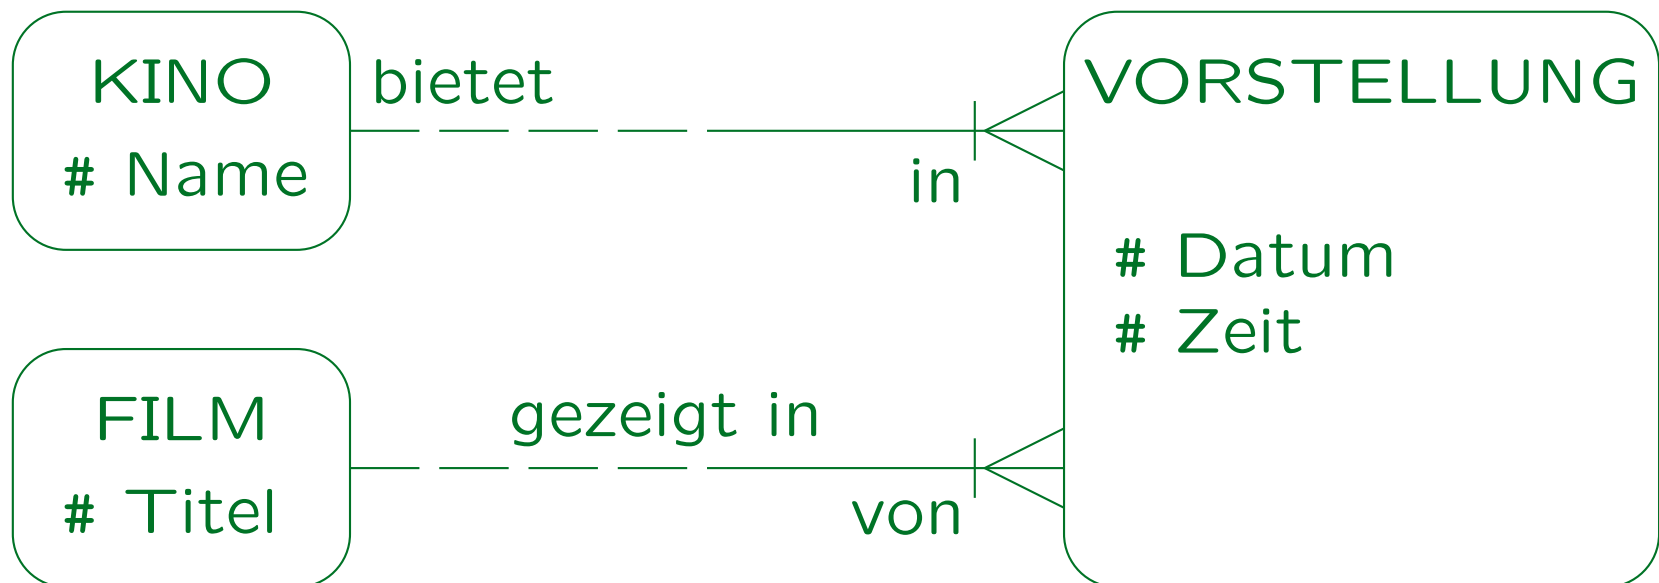 KINO
# Name
bietet
in
VORSTELLUNG
# Datum
# Zeit
FILM
# Titel
gezeigt in
von